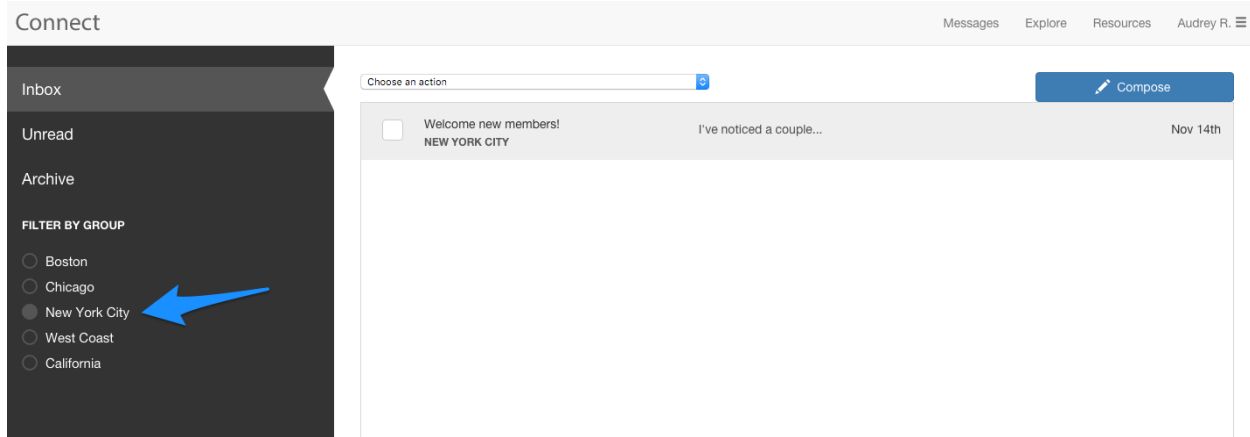 Connect
Messages Explore Resources Audrey R.
Inbox
Unread
Archive
FILTER BY GROUP
Boston
Chicago
New York City
West Coast
California
Choose an action
Compose
Welcome new members! I've noticed a couple... Nov 14th
NEW YORK CITY